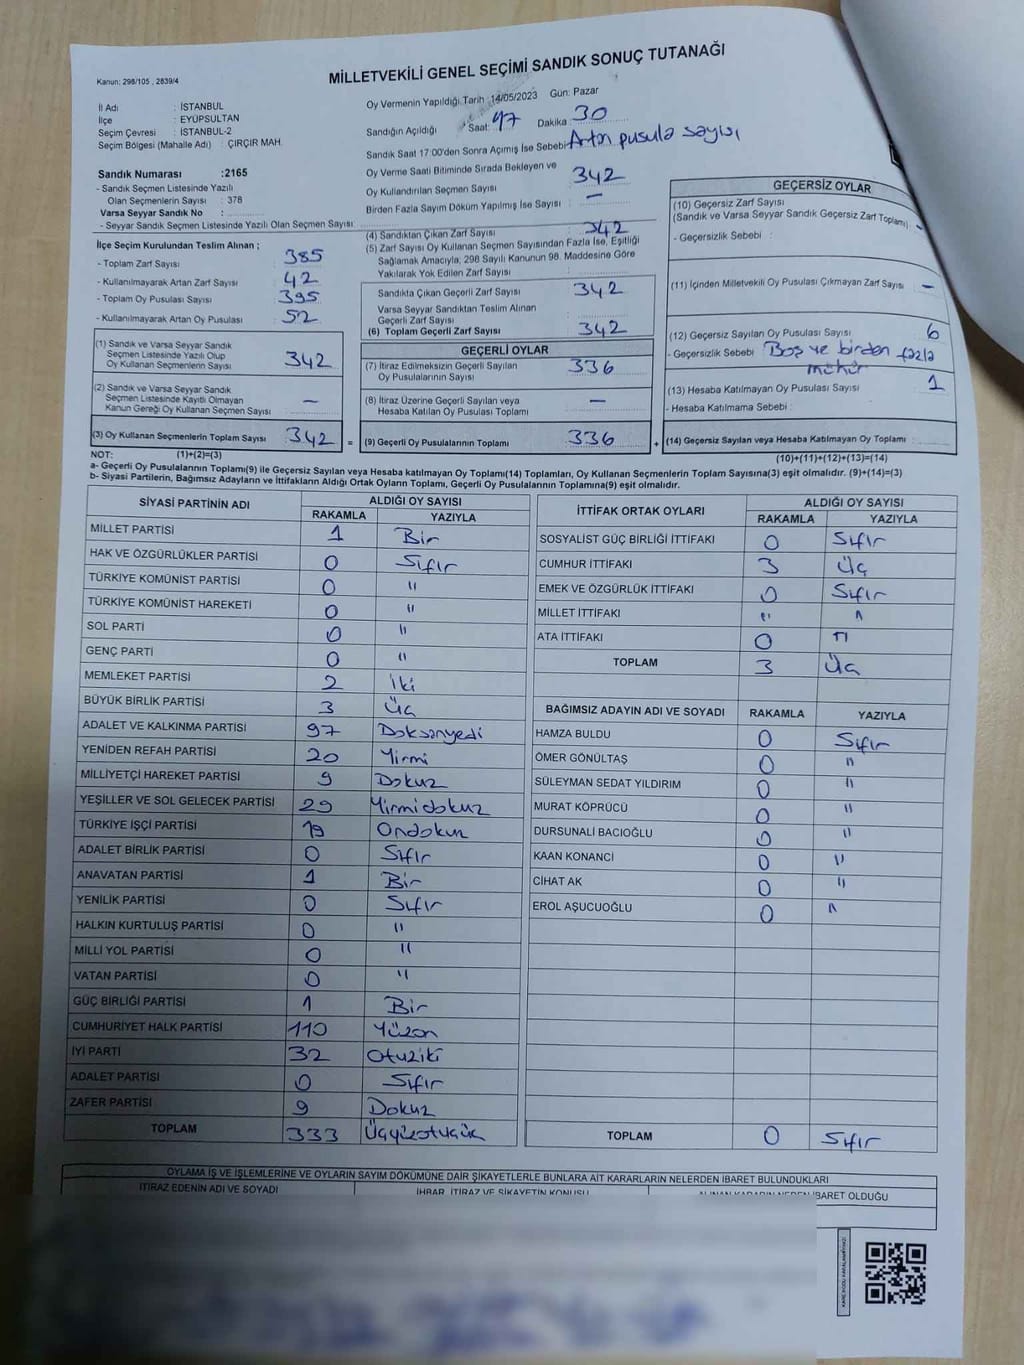 MİLLETVEKİLİ GENEL SEÇİMİ SANDIK SONUÇ TUTANAĞI
Kanun: 298/105 , 2839/4
İl Adı : İSTANBUL
İlçe : EYÜPSULTAN
Seçim Çevresi : İSTANBUL-2
Seçim Bölgesi (Mahalle Adı) : ÇIRÇIR MAH.
Oy Vermenin Yapıldığı Tarih :14/05/2023 Gün: Pazar
Sandığın Açıldığı Saat: 17 Dakika : 30
Sandık Saat 17:00'den Sonra Açılmış İse Sebebi Artan pusula sayısı
Oy Verme Saati Bitiminde Sırada Bekleyen ve
Oy Kullandırılan Seçmen Sayısı 342
Birden Fazla Sayım Döküm Yapılmış İse Sayısı : –
Sandık Numarası :2165
- Sandık Seçmen Listesinde Yazılı
Olan Seçmenlerin Sayısı : 378
Varsa Seyyar Sandık No :
- Seyyar Sandık Seçmen Listesinde Yazılı Olan Seçmen Sayısı :
İlçe Seçim Kurulundan Teslim Alınan ;
- Toplam Zarf Sayısı : 385
- Kullanılmayarak Artan Zarf Sayısı : 42
- Toplam Oy Pusulası Sayısı : 395
- Kullanılmayarak Artan Oy Pusulası : 52
(1) Sandık ve Varsa Seyyar Sandık
Seçmen Listesinde Yazılı Olup
Oy Kullanan Seçmenlerin Sayısı : 342
(2) Sandık ve Varsa Seyyar Sandık
Seçmen Listesinde Kayıtlı Olmayan
Kanun Gereği Oy Kullanan Seçmen Sayısı : –
(3) Oy Kullanan Seçmenlerin Toplam Sayısı : 342 =
(4) Sandıktan Çıkan Zarf Sayısı : 342
(5) Zarf Sayısı Oy Kullanan Seçmen Sayısından Fazla İse, Eşitliği
Sağlamak Amacıyla, 298 Sayılı Kanunun 98. Maddesine Göre
Yakılarak Yok Edilen Zarf Sayısı :
Sandıkta Çıkan Geçerli Zarf Sayısı : 342
Varsa Seyyar Sandıktan Teslim Alınan
Geçerli Zarf Sayısı :
(6) Toplam Geçerli Zarf Sayısı : 342
GEÇERLİ OYLAR
(7) İtiraz Edilmeksizin Geçerli Sayılan
Oy Pusulalarının Sayısı : 336
(8) İtiraz Üzerine Geçerli Sayılan veya
Hesaba Katılan Oy Pusulası Toplamı : –
(9) Geçerli Oy Pusulalarının Toplamı : 336 +
GEÇERSİZ OYLAR
(10) Geçersiz Zarf Sayısı
(Sandık ve Varsa Seyyar Sandık Geçersiz Zarf Toplamı) : –
- Geçersizlik Sebebi :
(11) İçinden Milletvekili Oy Pusulası Çıkmayan Zarf Sayısı : –
(12) Geçersiz Sayılan Oy Pusulası Sayısı : 6
- Geçersizlik Sebebi : Boş ve birden fazla
mühür
(13) Hesaba Katılmayan Oy Pusulası Sayısı : 1
- Hesaba Katılmama Sebebi :
(14) Geçersiz Sayılan veya Hesaba Katılmayan Oy Toplamı :
NOT: (1)+(2)=(3)
(10)+(11)+(12)+(13)=(14)
a- Geçerli Oy Pusulalarının Toplamı(9) ile Geçersiz Sayılan veya Hesaba katılmayan Oy Toplamı(14) Toplamları, Oy Kullanan Seçmenlerin Toplam Sayısına(3) eşit olmalıdır. (9)+(14)=(3)
b- Siyasi Partilerin, Bağımsız Adayların ve İttifakların Aldığı Ortak Oyların Toplamı, Geçerli Oy Pusulalarının Toplamına(9) eşit olmalıdır.
SİYASİ PARTİNİN ADI ALDIĞI OY SAYISI
RAKAMLA YAZIYLA
MİLLET PARTİSİ 1 Bir
HAK VE ÖZGÜRLÜKLER PARTİSİ 0 Sıfır
TÜRKİYE KOMÜNİST PARTİSİ 0 "
TÜRKİYE KOMÜNİST HAREKETİ 0 "
SOL PARTİ 0 "
GENÇ PARTİ 0 "
MEMLEKET PARTİSİ 2 İki
BÜYÜK BİRLİK PARTİSİ 3 Üç
ADALET VE KALKINMA PARTİSİ 97 Doksanyedi
YENİDEN REFAH PARTİSİ 20 Yirmi
MİLLİYETÇİ HAREKET PARTİSİ 9 Dokuz
YEŞİLLER VE SOL GELECEK PARTİSİ 29 Yirmidokuz
TÜRKİYE İŞÇİ PARTİSİ 19 Ondokuz
ADALET BİRLİK PARTİSİ 0 Sıfır
ANAVATAN PARTİSİ 1 Bir
YENİLİK PARTİSİ 0 Sıfır
HALKIN KURTULUŞ PARTİSİ 0 "
MİLLİ YOL PARTİSİ 0 "
VATAN PARTİSİ 0 "
GÜÇ BİRLİĞİ PARTİSİ 1 Bir
CUMHURİYET HALK PARTİSİ 110 Yüzon
İYİ PARTİ 32 Otuziki
ADALET PARTİSİ 0 Sıfır
ZAFER PARTİSİ 9 Dokuz
TOPLAM 333 Üçyüzotuzüç
İTTİFAK ORTAK OYLARI ALDIĞI OY SAYISI
RAKAMLA YAZIYLA
SOSYALİST GÜÇ BİRLİĞİ İTTİFAKI 0 Sıfır
CUMHUR İTTİFAKI 3 Üç
EMEK VE ÖZGÜRLÜK İTTİFAKI 0 Sıfır
MİLLET İTTİFAKI " "
ATA İTTİFAKI 0 "
TOPLAM 3 Üç
BAĞIMSIZ ADAYIN ADI VE SOYADI RAKAMLA YAZIYLA
HAMZA BULDU 0 Sıfır
ÖMER GÖNÜLTAŞ 0 "
SÜLEYMAN SEDAT YILDIRIM 0 "
MURAT KÖPRÜCÜ 0 "
DURSUNALİ BACIOĞLU 0 "
KAAN KONANCİ 0 "
CİHAT AK 0 "
EROL AŞUCUOĞLU 0 "
TOPLAM 0 Sıfır
OYLAMA İŞ VE İŞLEMLERİNE VE OYLARIN SAYIM DÖKÜMÜNE DAİR ŞİKAYETLERLE BUNLARA AİT KARARLARIN NELERDEN İBARET BULUNDUKLARI
İTİRAZ EDENİN ADI VE SOYADI İHBAR, İTİRAZ VE ŞİKAYETİN KONUSU ALINAN KARARIN NEDEN İBARET OLDUĞU